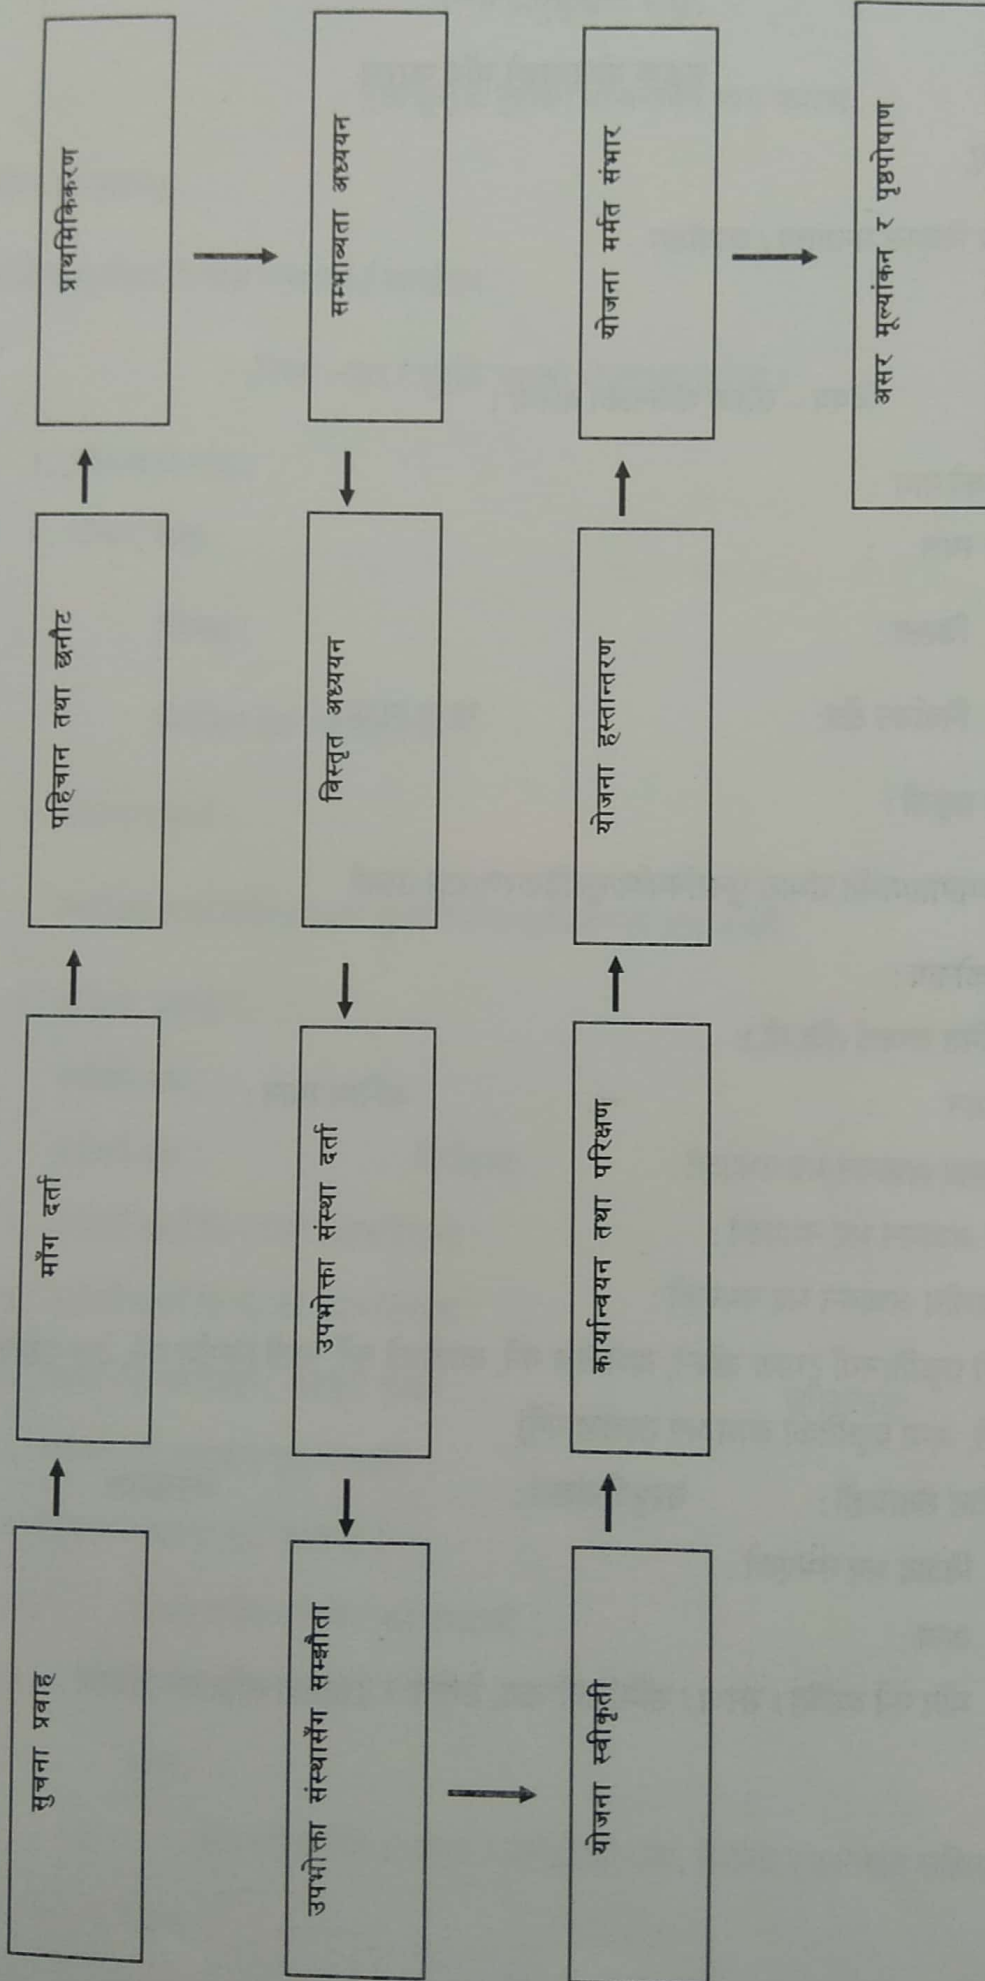 सुचना प्रवाह
माँग दर्ता
पहिचान तथा छनौट
प्राथमिकिकरण
सम्भाव्यता अध्ययन
विस्तृत अध्ययन
उपभोक्ता संस्था दर्ता
उपभोक्ता संस्थासँग सम्झौता
योजना स्वीकृती
कार्यान्वयन तथा परिक्षण
योजना हस्तान्तरण
योजना मर्मत संभार
असर मूल्यांकन र पृष्ठपोषाण